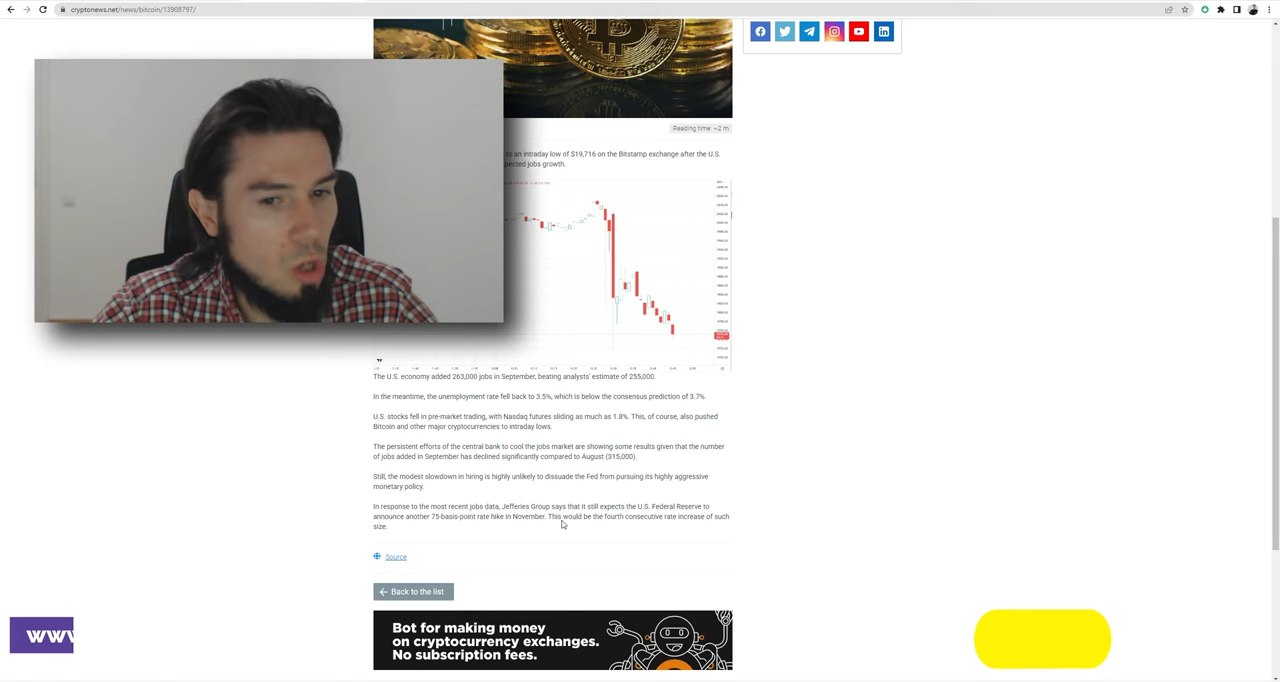 cryptonews.net/news/bitcoin/13908797/
Reading time: ~2 m
to an intraday low of $19,716 on the Bitstamp exchange after the U.S.
pected jobs growth.
The U.S. economy added 263,000 jobs in September, beating analysts' estimate of 255,000.
In the meantime, the unemployment rate fell back to 3.5%, which is below the consensus prediction of 3.7%.
U.S. stocks fell in pre-market trading, with Nasdaq futures sliding as much as 1.8%. This, of course, also pushed
Bitcoin and other major cryptocurrencies to intraday lows.
The persistent efforts of the central bank to cool the jobs market are showing some results given that the number
of jobs added in September has declined significantly compared to August (315,000).
Still, the modest slowdown in hiring is highly unlikely to dissuade the Fed from pursuing its highly aggressive
monetary policy.
In response to the most recent jobs data, Jefferies Group says that it still expects the U.S. Federal Reserve to
announce another 75-basis-point rate hike in November. This would be the fourth consecutive rate increase of such
size.
Source
Back to the list
WWW
Bot for making money
on cryptocurrency exchanges.
No subscription fees.